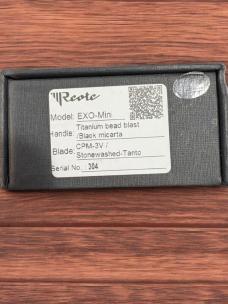 Reate
Model: EXO-Mini
Handle: Titanium bead blast
/Black micarta
Blade: CPM-3V /
Stonewashed-Tanto
Serial No. 304